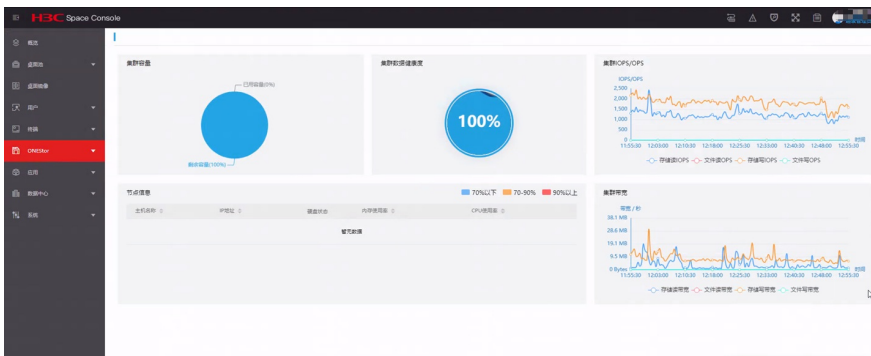 H3C Space Console
概览
桌面池
桌面镜像
用户
终端
ONEStor
应用
数据中心
系统
集群容量
已用容量(0%)
剩余容量(100%)
集群数据健康度
100%
集群IOPS/OPS
IOPS/OPS
2,500
2,000
1,500
1,000
500
0
11:55:30 12:03:00 12:10:30 12:18:00 12:25:30 12:33:00 12:40:30 12:48:00 12:55:30 时间
存储读IOPS 文件读OPS 存储写IOPS 文件写OPS
节点信息
70%以下 70-90% 90%以上
主机名称 IP地址 硬盘状态 内存使用率 CPU使用率
暂无数据
集群带宽
带宽 / 秒
38.1 MB
28.6 MB
19.1 MB
9.5 MB
0 Bytes
11:55:30 12:03:00 12:10:30 12:18:00 12:25:30 12:33:00 12:40:30 12:48:00 12:55:30 时间
存储读带宽 文件读带宽 存储写带宽 文件写带宽